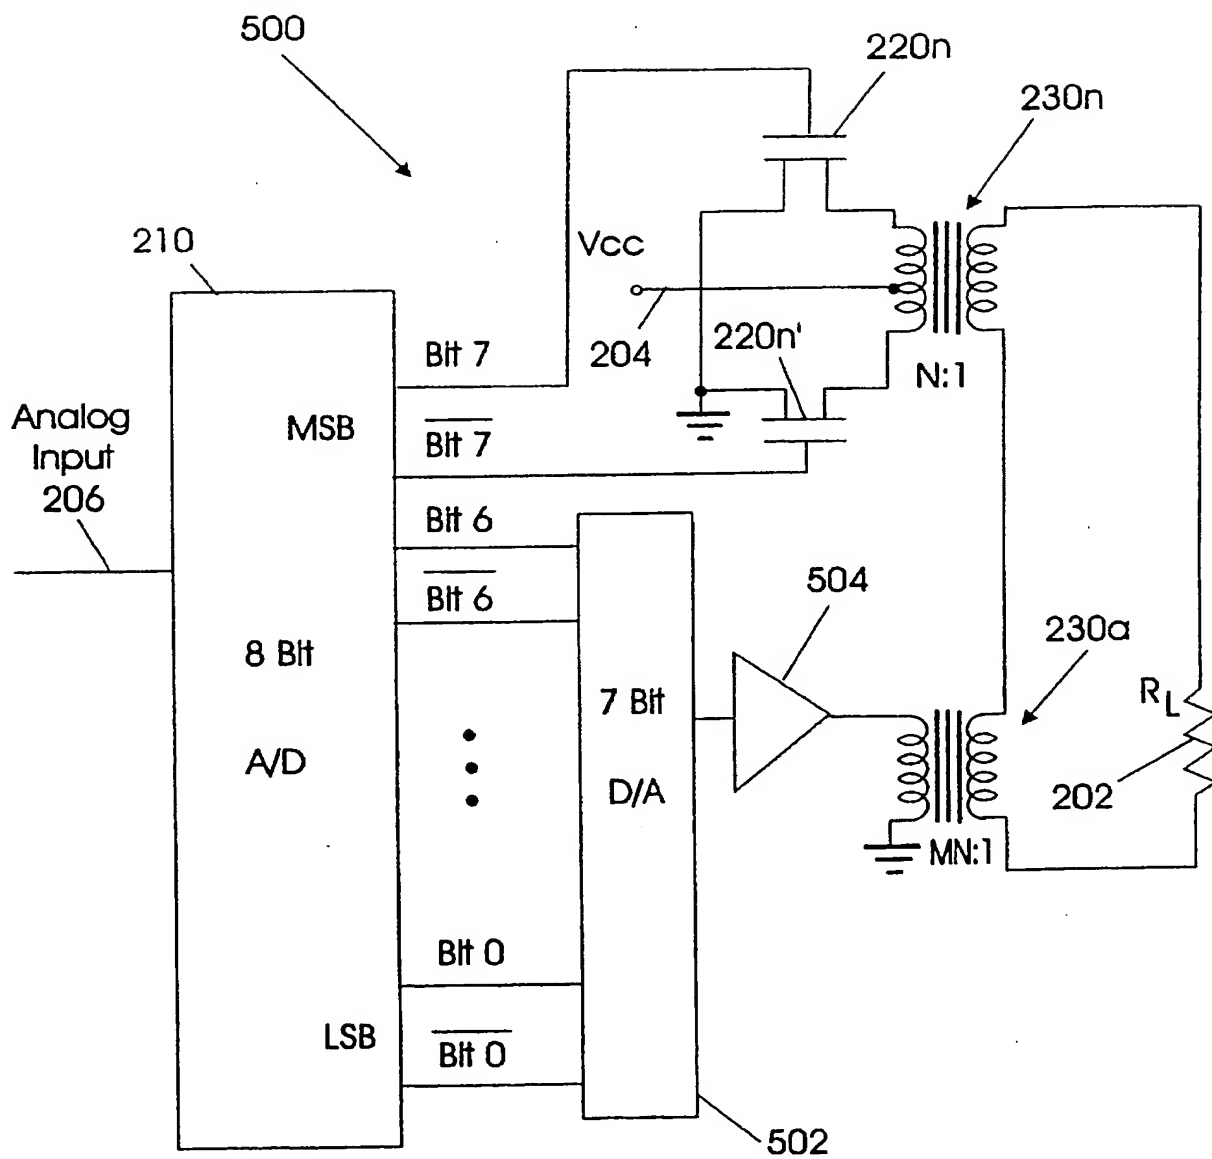 500
220n
230n
210
Vcc
204
220n'
N:1
Bit 7
MSB
Bit 7
Analog
Input
206
Bit 6
Bit 6
504
230a
8 Bit
7 Bit
RL
A/D
D/A
202
MN:1
Bit 0
LSB
Bit 0
502